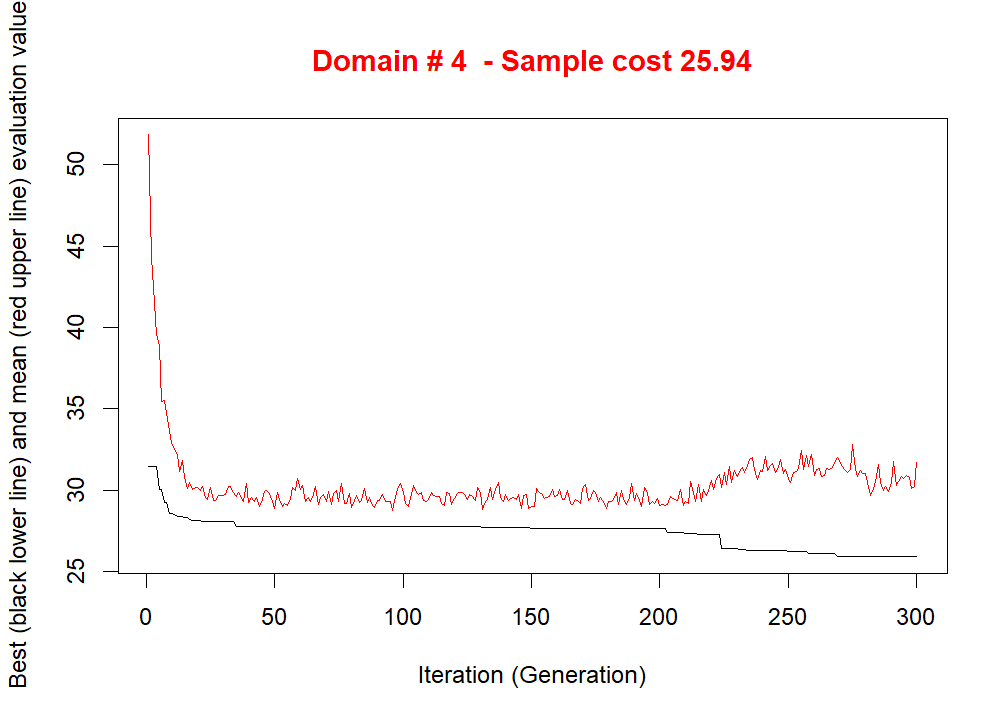 Domain # 4  - Sample cost 25.94
Best (black lower line) and mean (red upper line) evaluation value
50
45
40
35
30
25
0 50 100 150 200 250 300
Iteration (Generation)